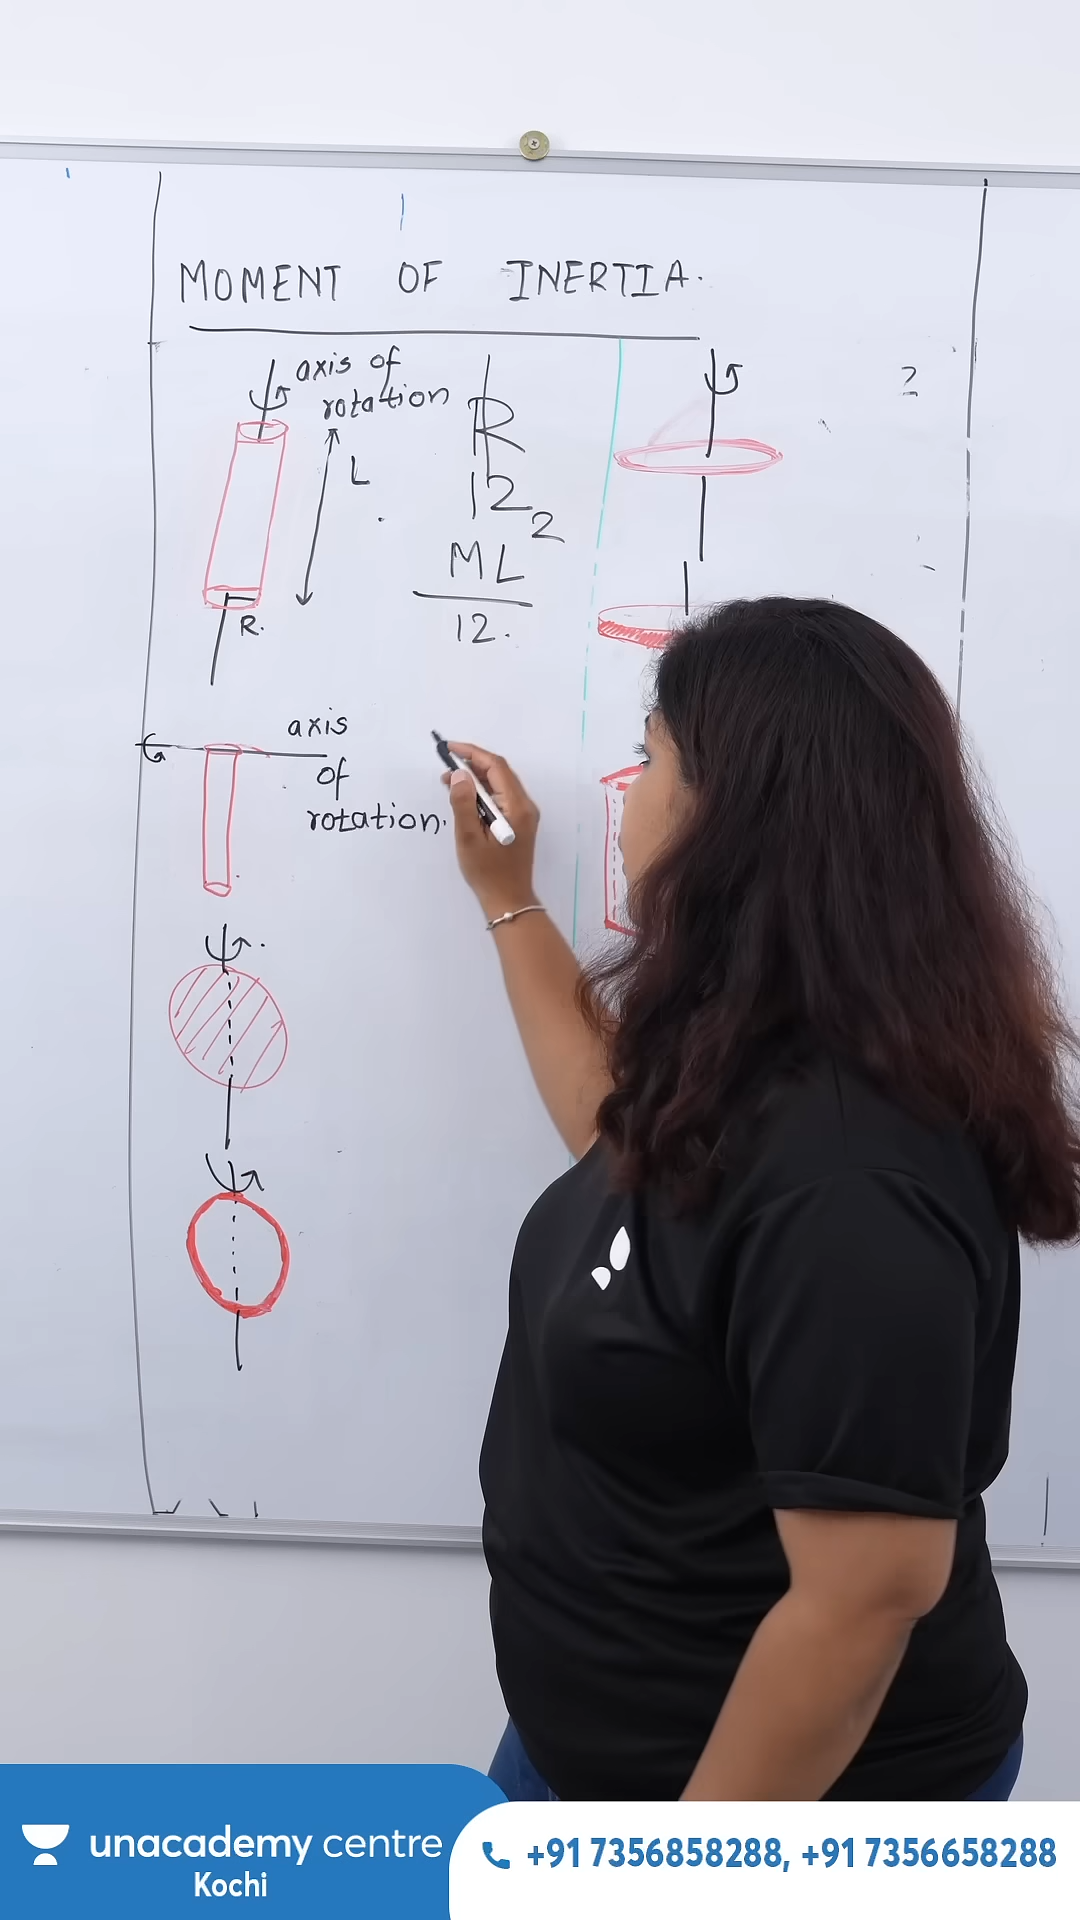 MOMENT OF INERTIA.
axis of
rotation
L
R.
R
12
2
ML
12.
?
axis
of
rotation.
unacademy centre
Kochi
+91 7356858288, +91 7356658288